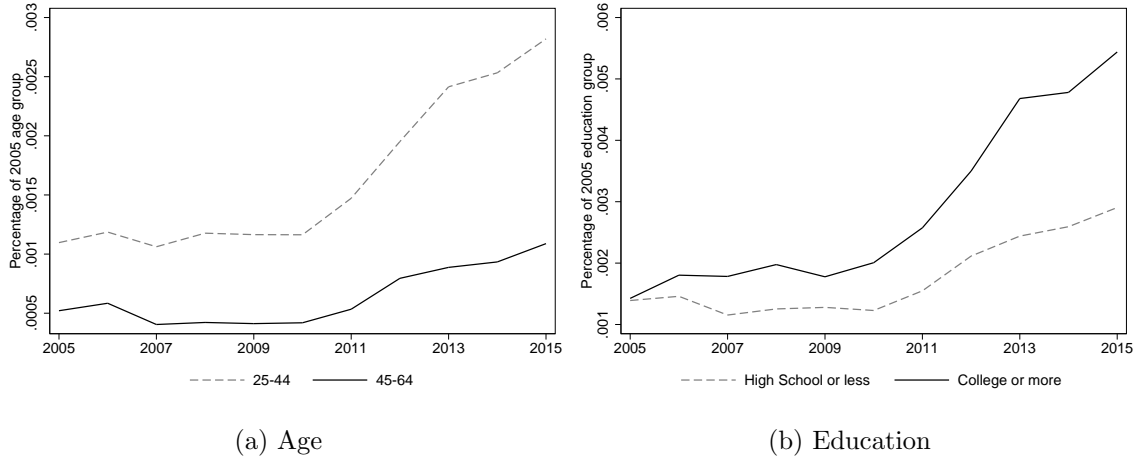 Percentage of 2005 age group
.003
.0025
.002
.0015
.001
.0005
2005 2007 2009 2011 2013 2015
25-44 45-64
(a) Age
Percentage of 2005 education group
.006
.005
.004
.003
.002
.001
2005 2007 2009 2011 2013 2015
High School or less College or more
(b) Education